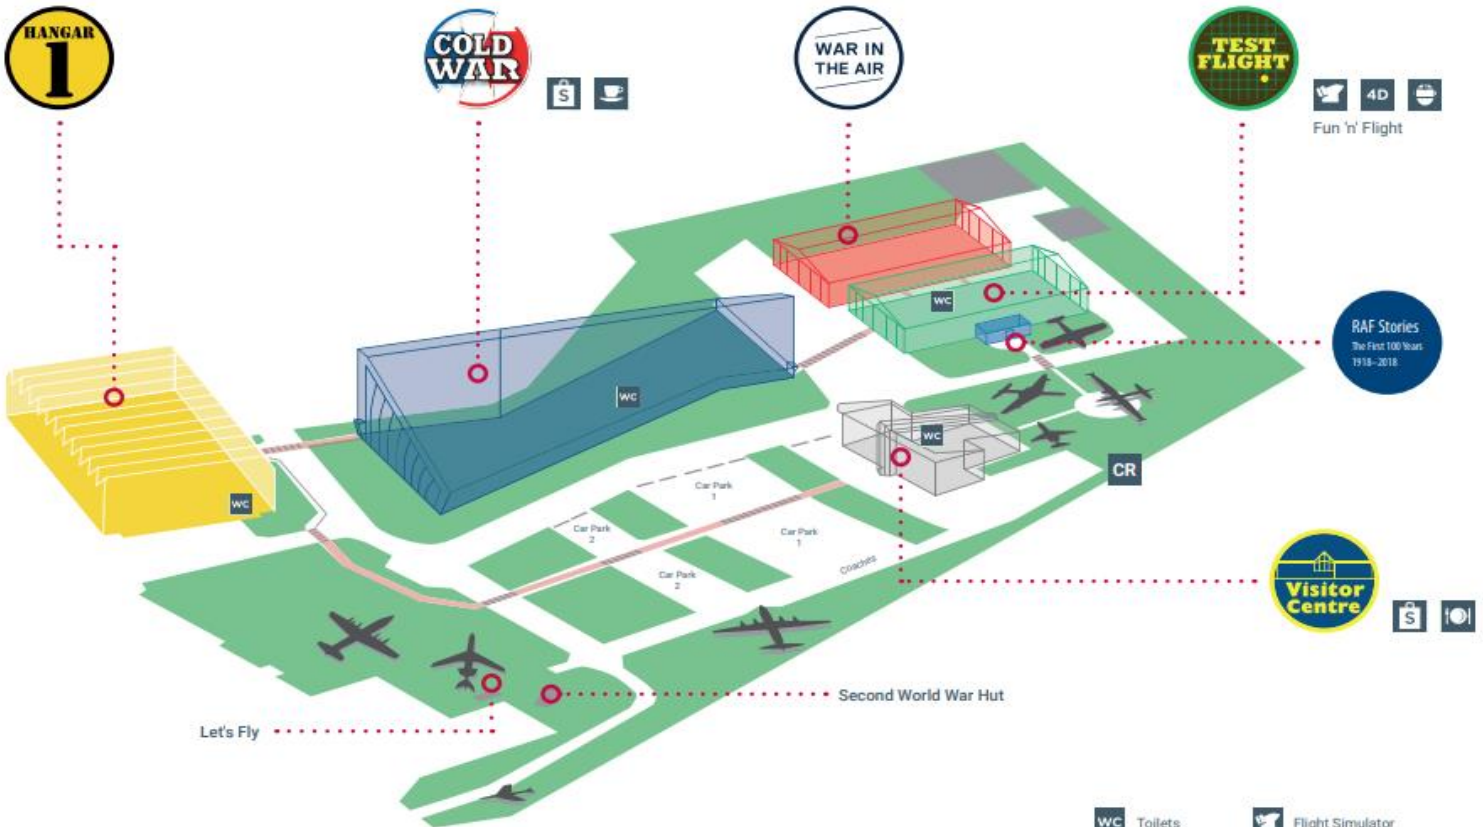 HANGAR
1
COLD
WAR
S
WAR IN
THE AIR
TEST
FLIGHT
4D
Fun 'n' Flight
WC
RAF Stories
The First 100 Years
1918–2018
WC
WC
CR
WC
Car Park
1
Car Park
2
Car Park
1
Car Park
2
Coaches
Visitor
Centre
S
Second World War Hut
Let's Fly
WC Toilets
Flight Simulator